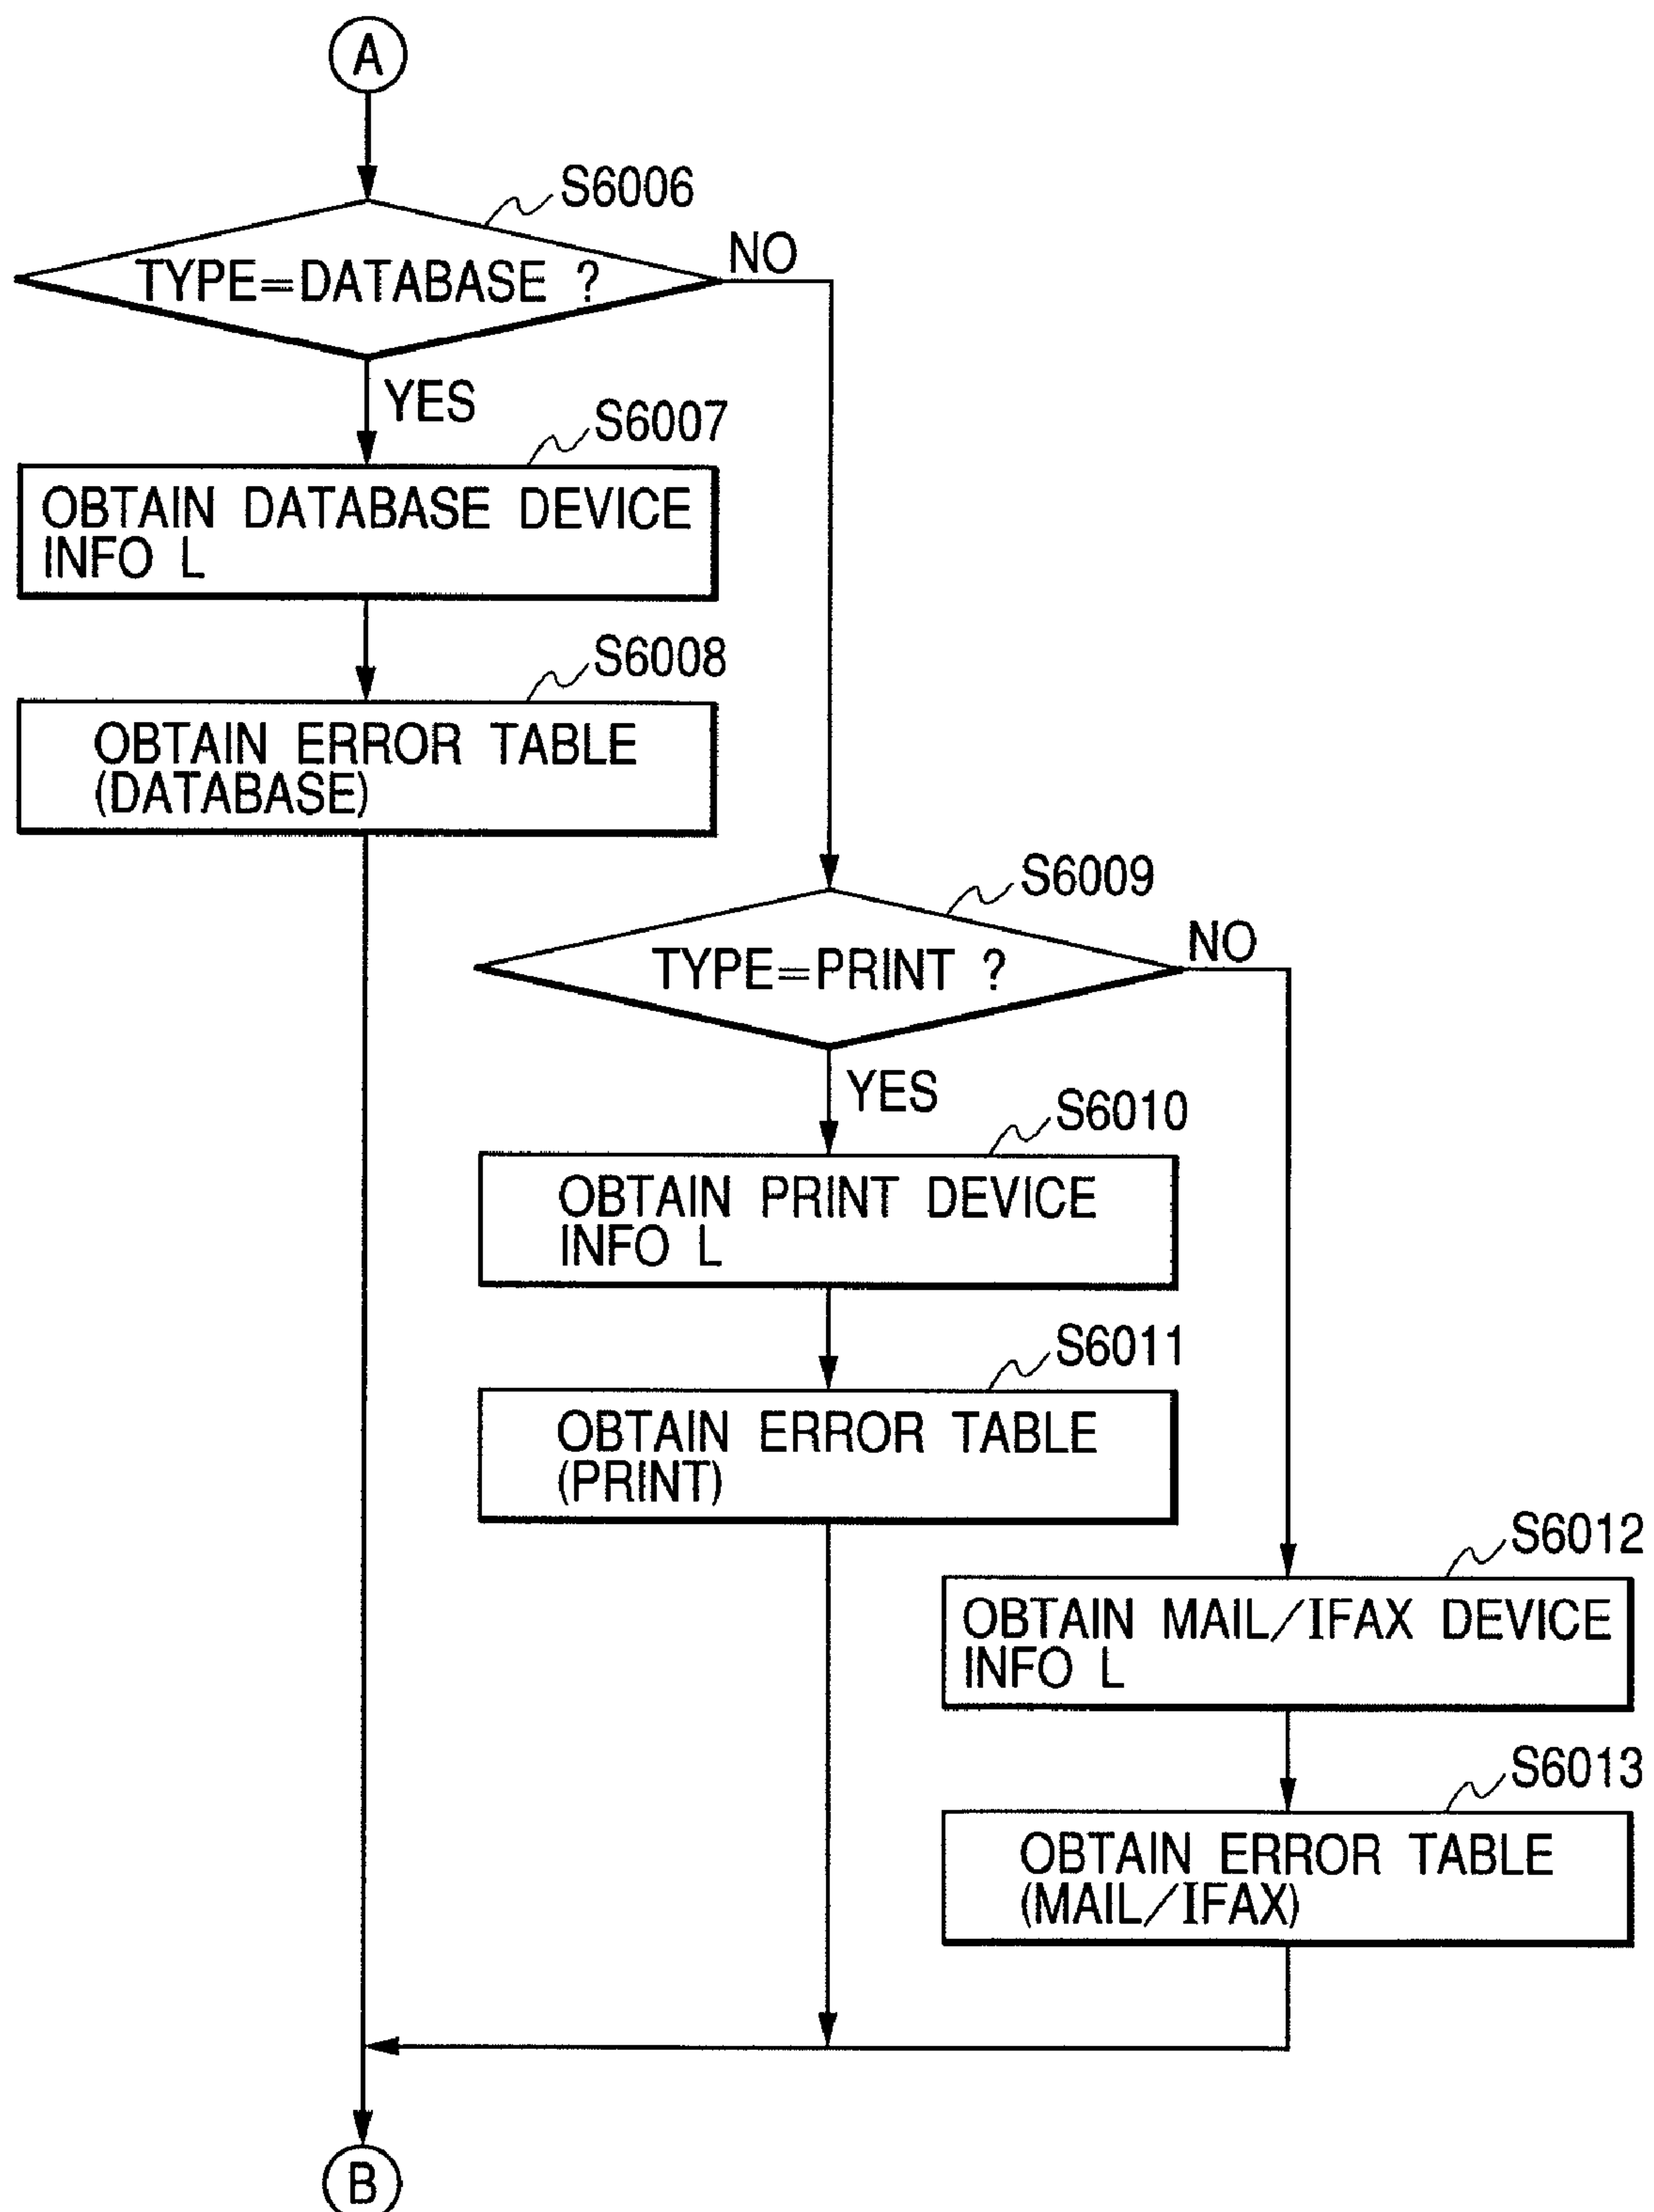 A
S6006
TYPE=DATABASE ?
NO
YES
S6007
OBTAIN DATABASE DEVICE
INFO L
S6008
OBTAIN ERROR TABLE
(DATABASE)
S6009
TYPE=PRINT ?
NO
YES
S6010
OBTAIN PRINT DEVICE
INFO L
S6011
OBTAIN ERROR TABLE
(PRINT)
S6012
OBTAIN MAIL/IFAX DEVICE
INFO L
S6013
OBTAIN ERROR TABLE
(MAIL/IFAX)
B